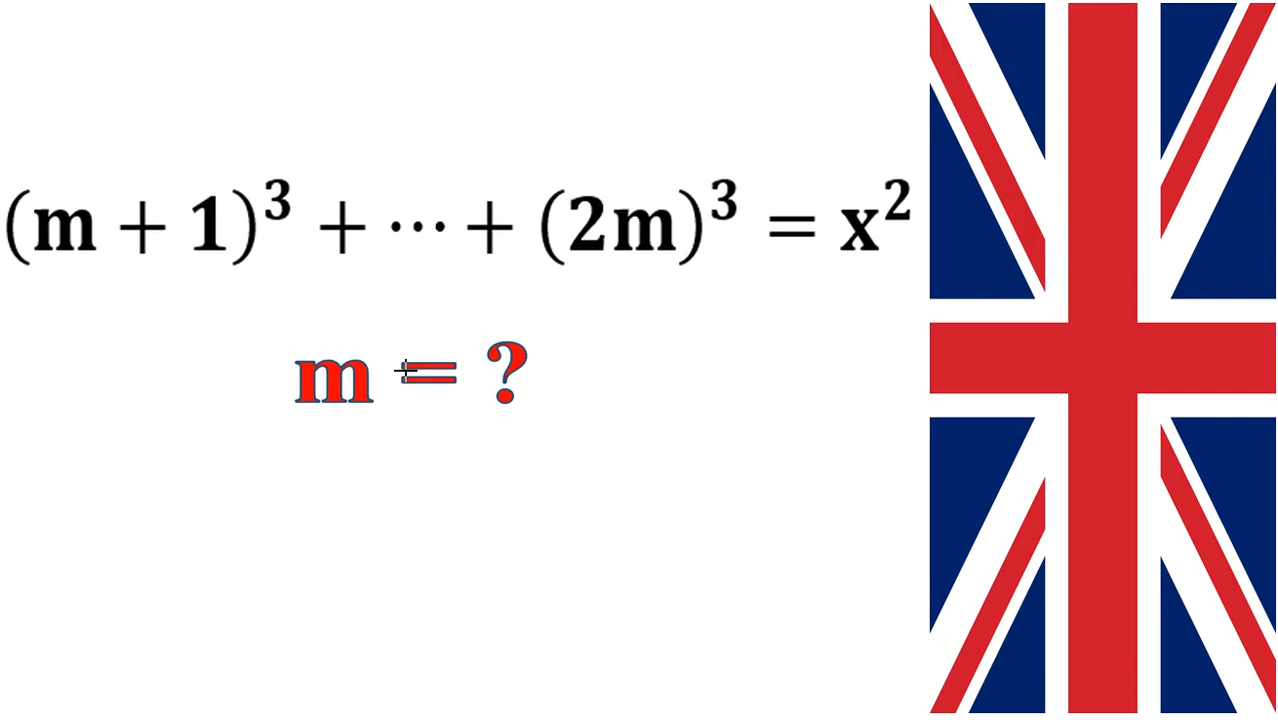 (m + 1)³ + ⋯ + (2m)³ = x²
m = ?